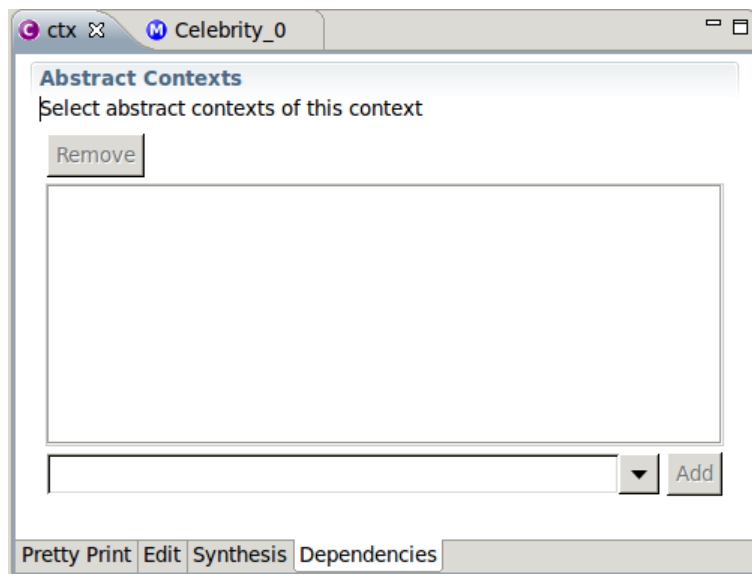 C ctx M Celebrity_0
Abstract Contexts
Select abstract contexts of this context
Remove
Add
Pretty Print Edit Synthesis Dependencies